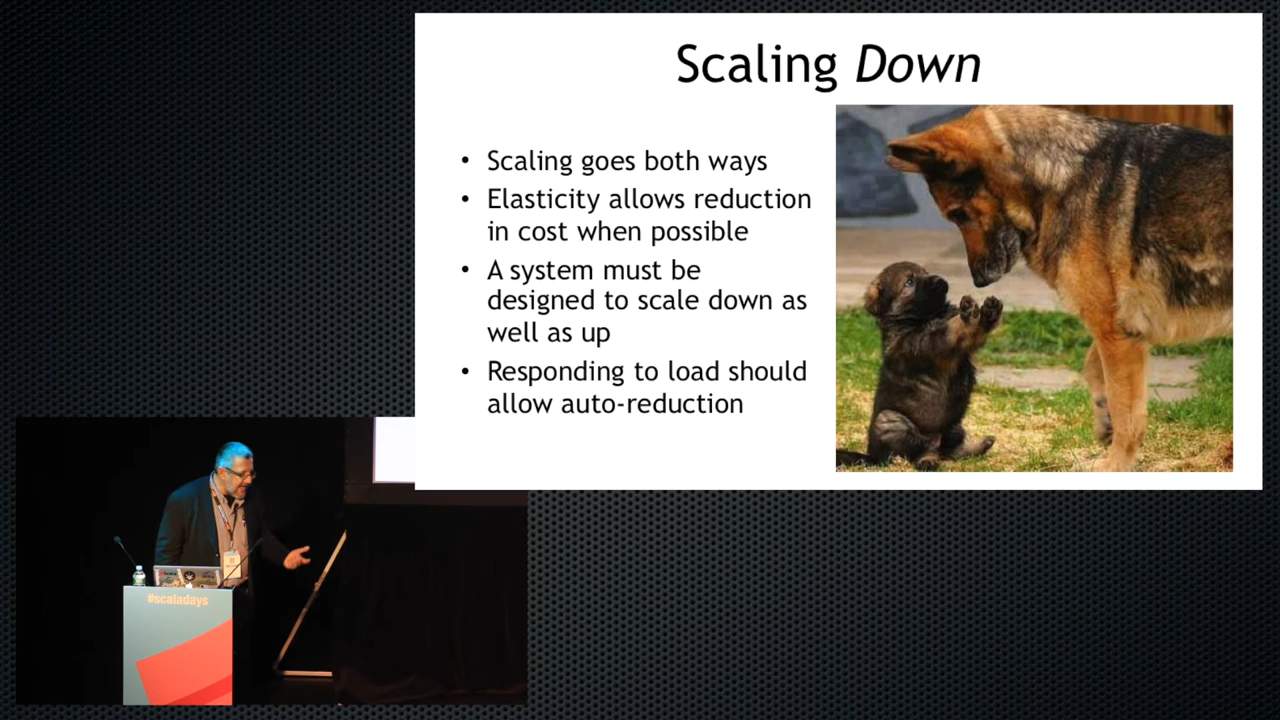 Scaling Down
• Scaling goes both ways
• Elasticity allows reduction
in cost when possible
• A system must be
designed to scale down as
well as up
• Responding to load should
allow auto-reduction
#scaladays